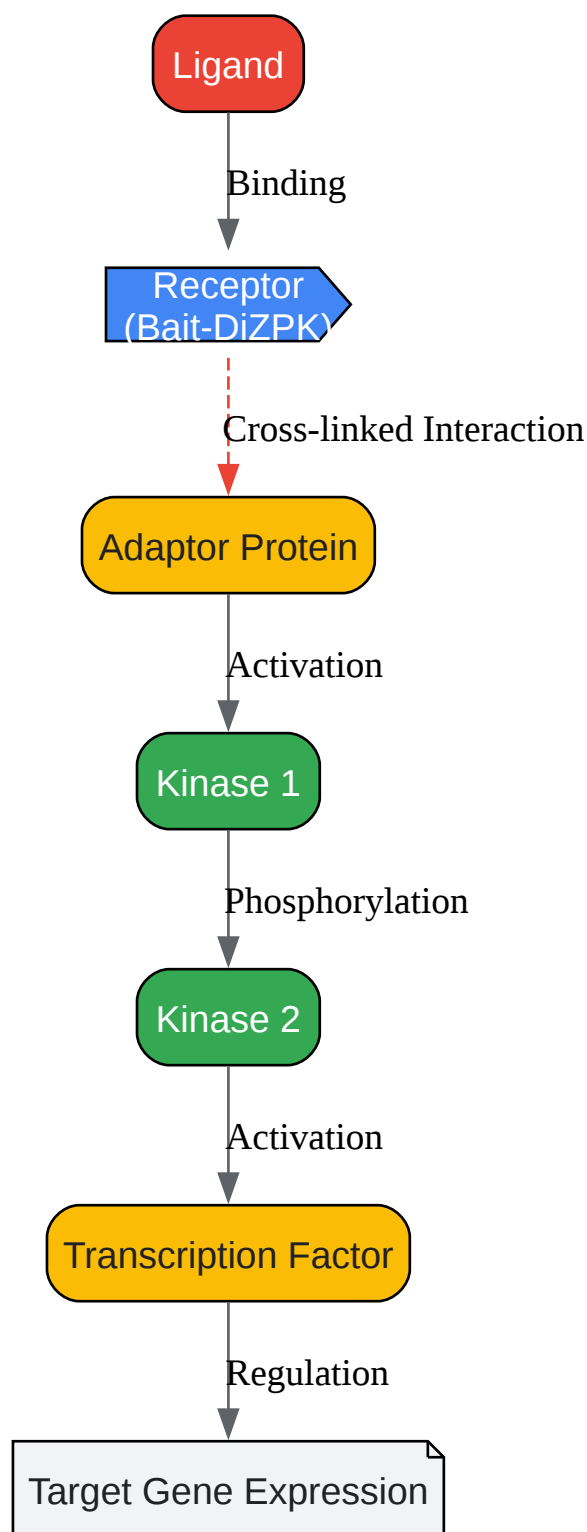 Ligand
Binding
Receptor
(Bait-DiZPK)
Cross-linked Interaction
Adaptor Protein
Activation
Kinase 1
Phosphorylation
Kinase 2
Activation
Transcription Factor
Regulation
Target Gene Expression